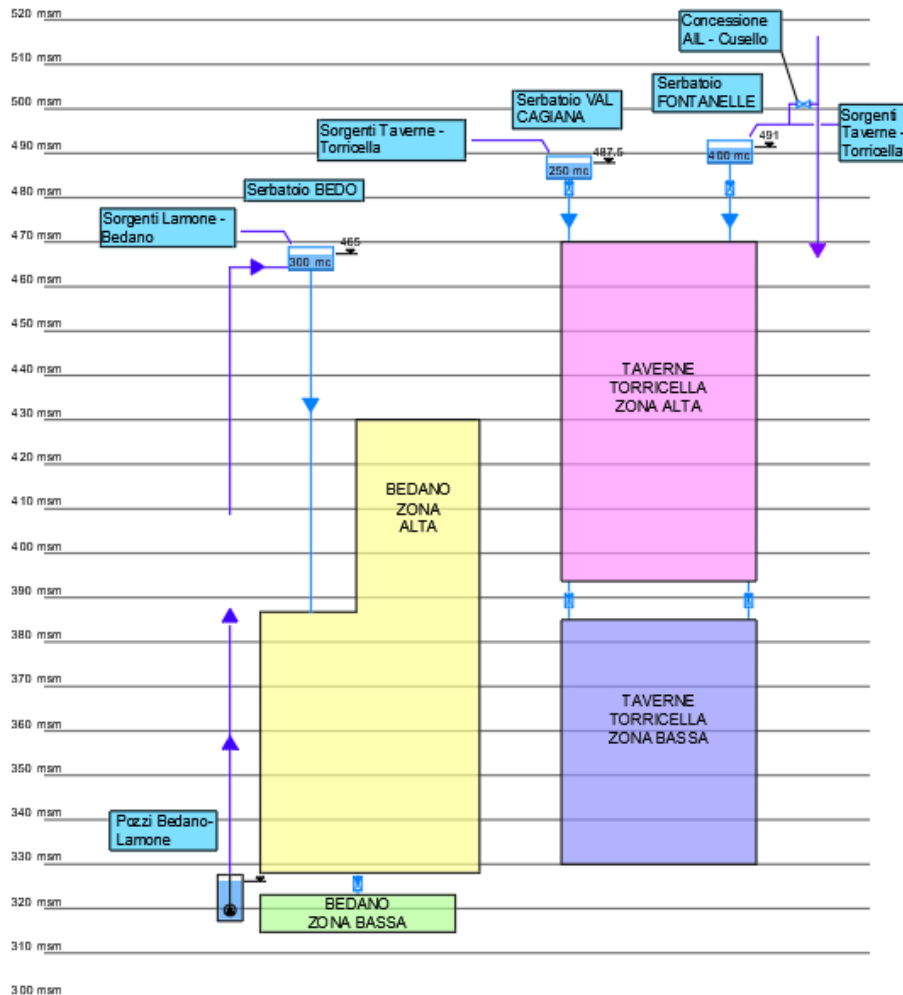 520 msm
Concessione
AIL - Cusello
510 msm
500 msm
Serbatoio VAL
CAGIANA
Serbatoio
FONTANELLE
Sorgenti
Taverne -
Torricella
490 msm
Sorgenti Taverne -
Torricella
487.5
250 mc
491
400 mc
480 msm
Serbatoio BEDO
Sorgenti Lamone -
Bedano
470 msm
465
300 mc
460 msm
450 msm
440 msm
TAVERNE
TORRICELLA
ZONA ALTA
430 msm
420 msm
BEDANO
ZONA
ALTA
410 msm
400 msm
390 msm
380 msm
370 msm
TAVERNE
TORRICELLA
ZONA BASSA
360 msm
350 msm
340 msm
Pozzi Bedano-
Lamone
330 msm
320 msm
BEDANO
ZONA BASSA
310 msm
300 msm